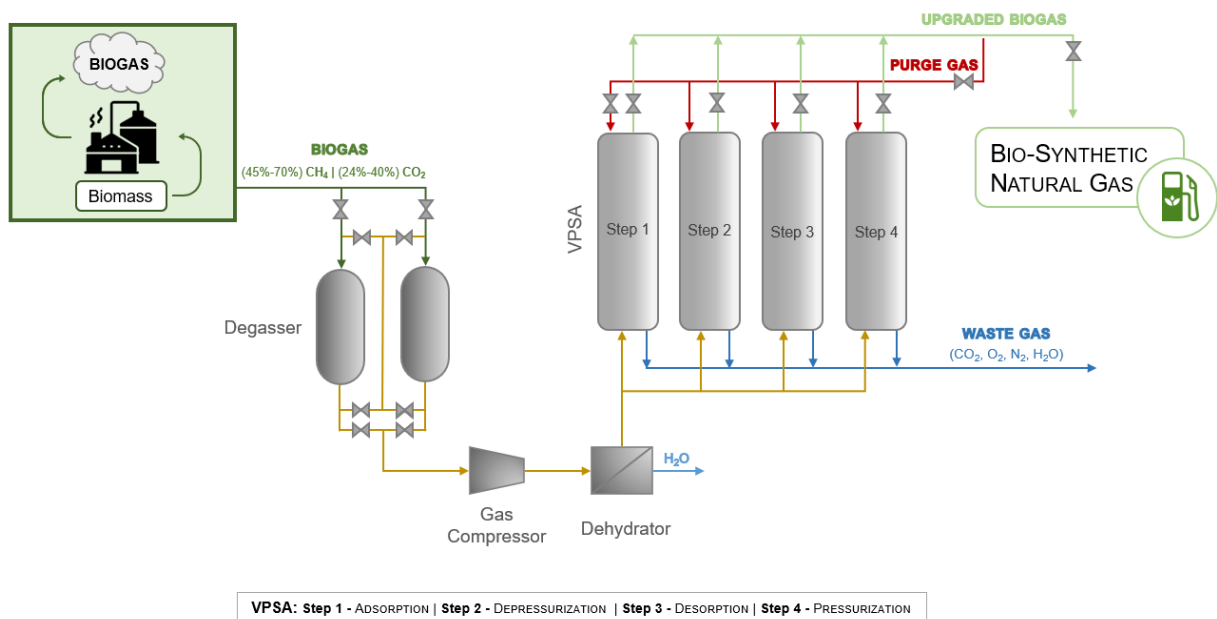 UPGRADED BIOGAS
BIOGAS
PURGE GAS
BIOGAS
(45%-70%) CH₄ | (24%-40%) CO₂
Biomass
BIO-SYNTHETIC
NATURAL GAS
VPSA
Step 1
Step 2
Step 3
Step 4
Degasser
WASTE GAS
(CO₂, O₂, N₂, H₂O)
H₂O
Gas
Compressor
Dehydrator
VPSA: Step 1 - ADSORPTION | Step 2 - DEPRESSURIZATION | Step 3 - DESORPTION | Step 4 - PRESSURIZATION